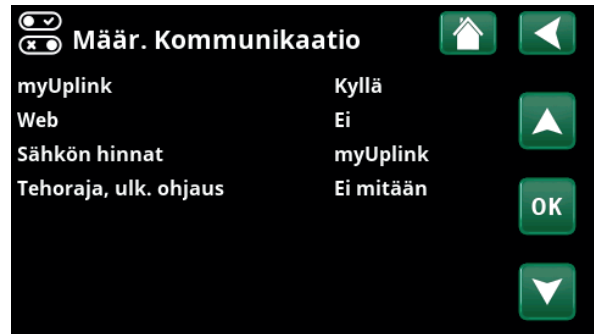 Määr. Kommunikaatio
myUplink Kyllä
Web Ei
Sähkön hinnat myUplink
Tehoraja, ulk. ohjaus Ei mitään
OK